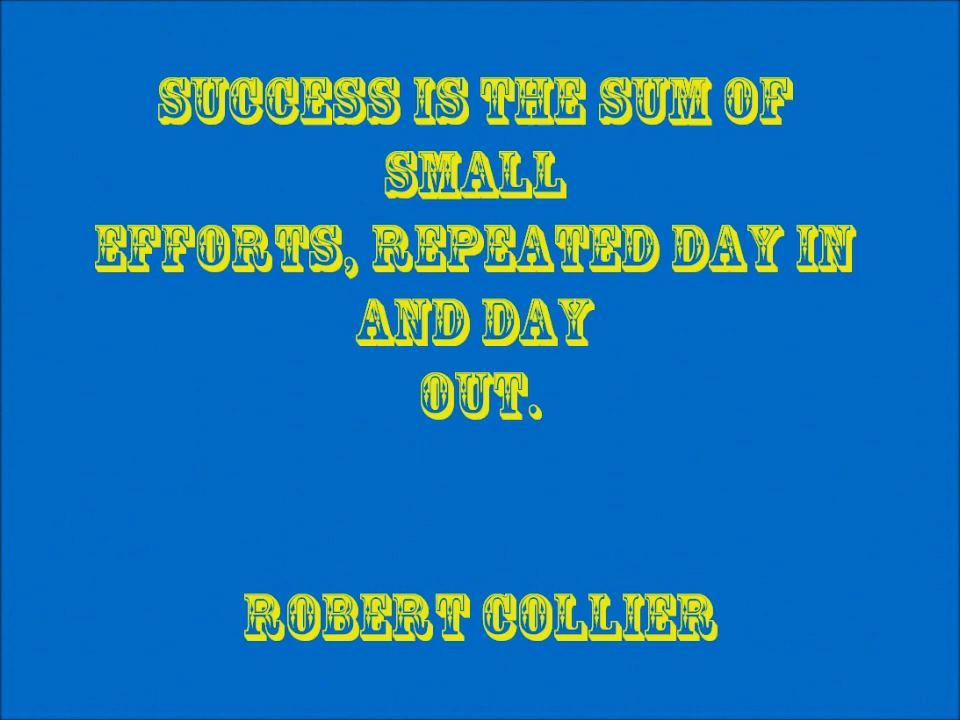 SUCCESS IS THE SUM OF
SMALL
EFFORTS, REPEATED DAY IN
AND DAY
OUT.
ROBERT COLLIER